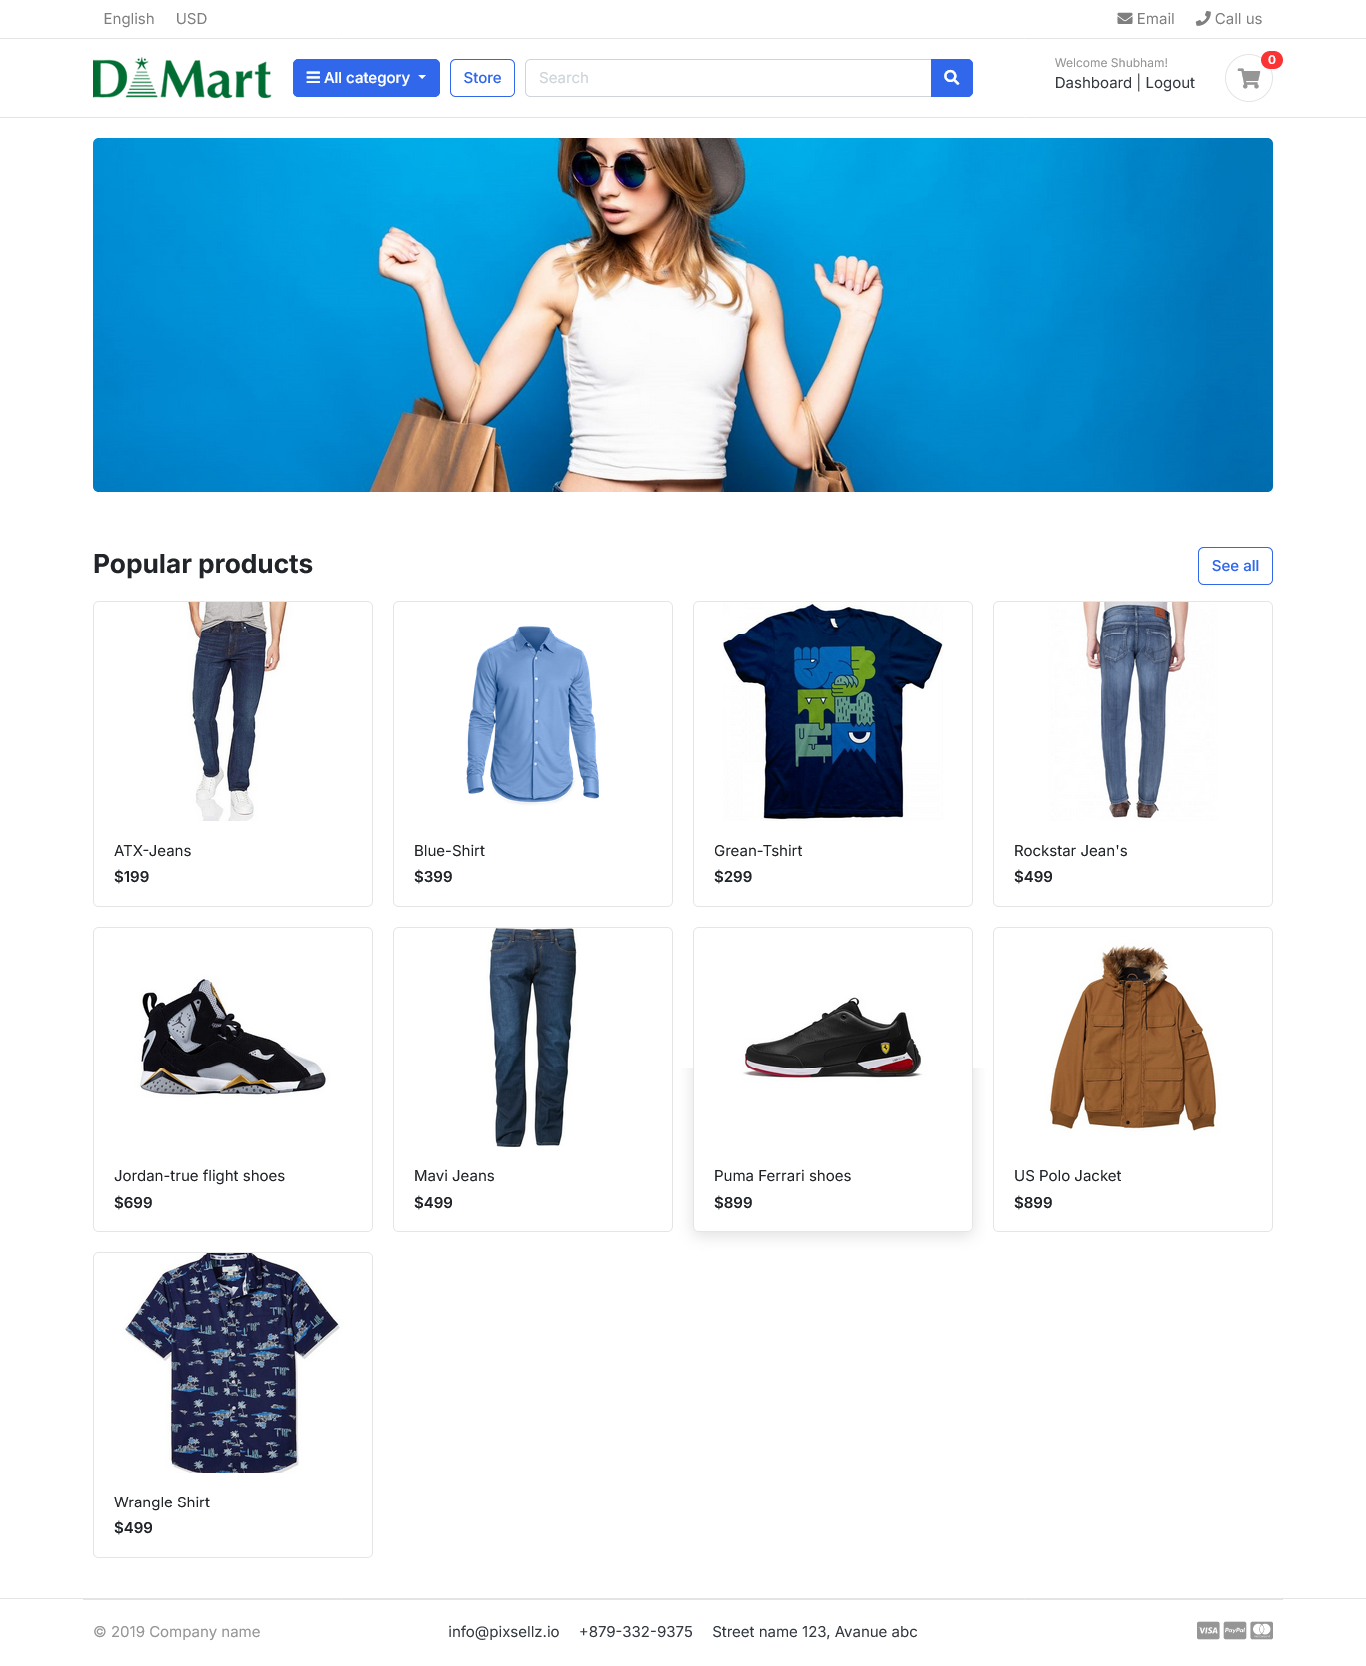 English USD Email Call us
D Mart All category Store Search Welcome Shubham!
Dashboard | Logout
0
Popular products See all
ATX-Jeans
$199
Blue-Shirt
$399
Grean-Tshirt
$299
Rockstar Jean's
$499
Jordan-true flight shoes
$699
Mavi Jeans
$499
Puma Ferrari shoes
$899
US Polo Jacket
$899
Wrangle Shirt
$499
© 2019 Company name info@pixsellz.io +879-332-9375 Street name 123, Avanue abc VISA PayPal